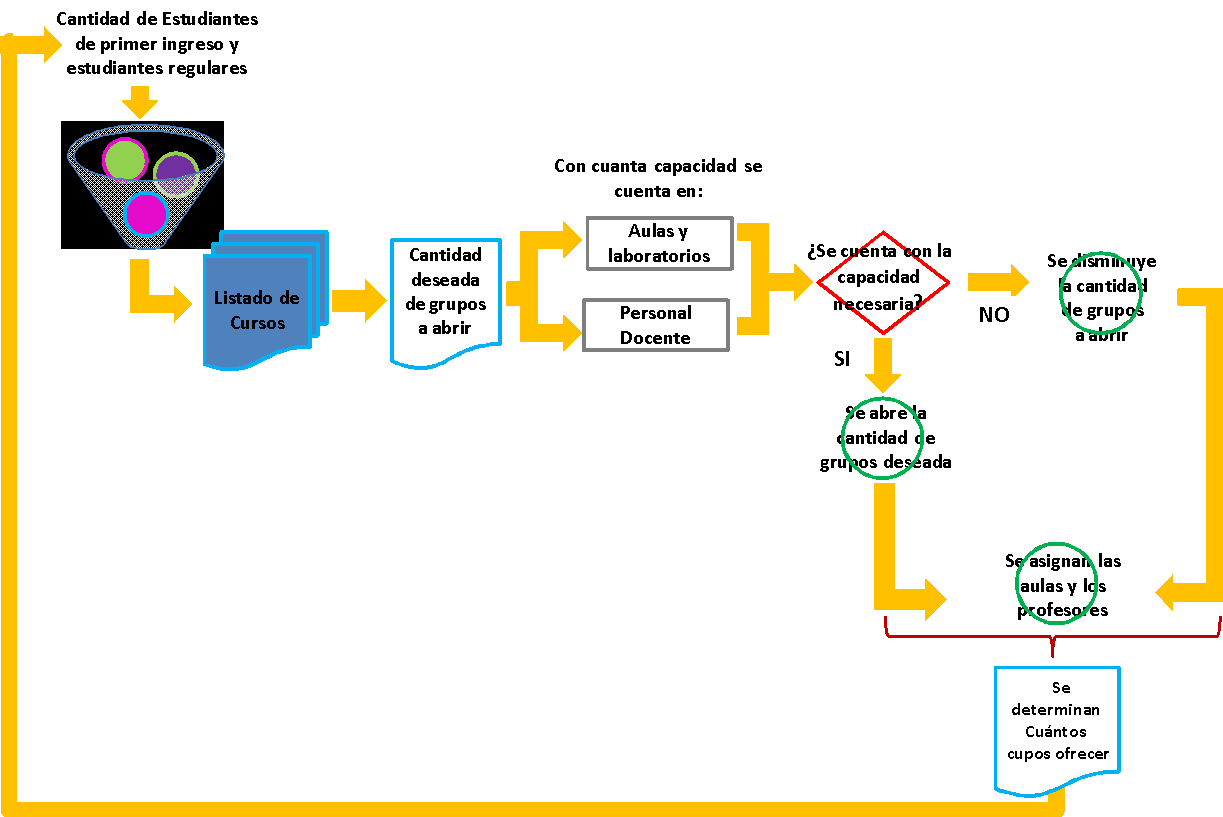 Cantidad de Estudiantes
de primer ingreso y
estudiantes regulares
Listado de
Cursos
Cantidad
deseada
de grupos
a abrir
Con cuanta capacidad se
cuenta en:
Aulas y
laboratorios
Personal
Docente
¿Se cuenta con la
capacidad
necesaria?
NO
Se disminuye
la cantidad
de grupos
a abrir
SI
Se abre la
cantidad de
grupos deseada
Se asignan las
aulas y los
profesores
Se
determinan
Cuántos
cupos ofrecer